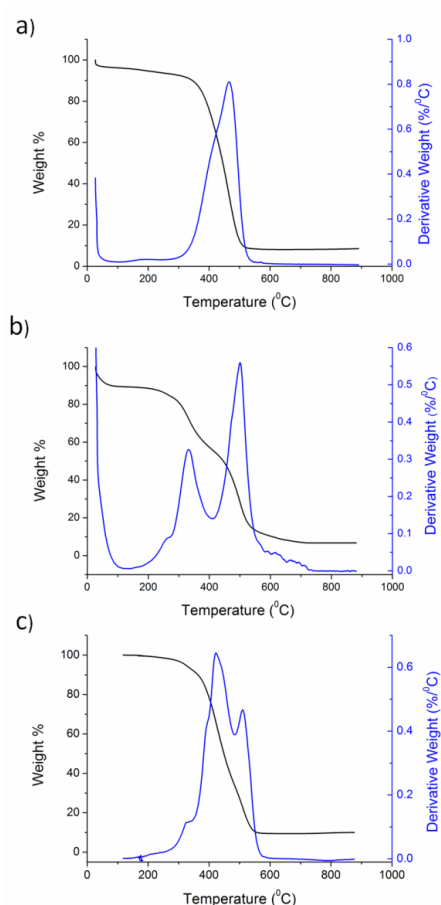 a)
100
80
60
40
20
0
Weight %
0 200 400 600 800 1000
Temperature (⁰C)
1.0
0.8
0.6
0.4
0.2
0.0
Derivative Weight (%/⁰C)
b)
100
80
60
40
20
0
Weight %
0 200 400 600 800 1000
Temperature (⁰C)
0.6
0.5
0.4
0.3
0.2
0.1
0.0
Derivative Weight (%/⁰C)
c)
100
80
60
40
20
0
Weight %
0 200 400 600 800 1000
Temperature (⁰C)
0.6
0.4
0.2
0.0
Derivative Weight (%/⁰C)